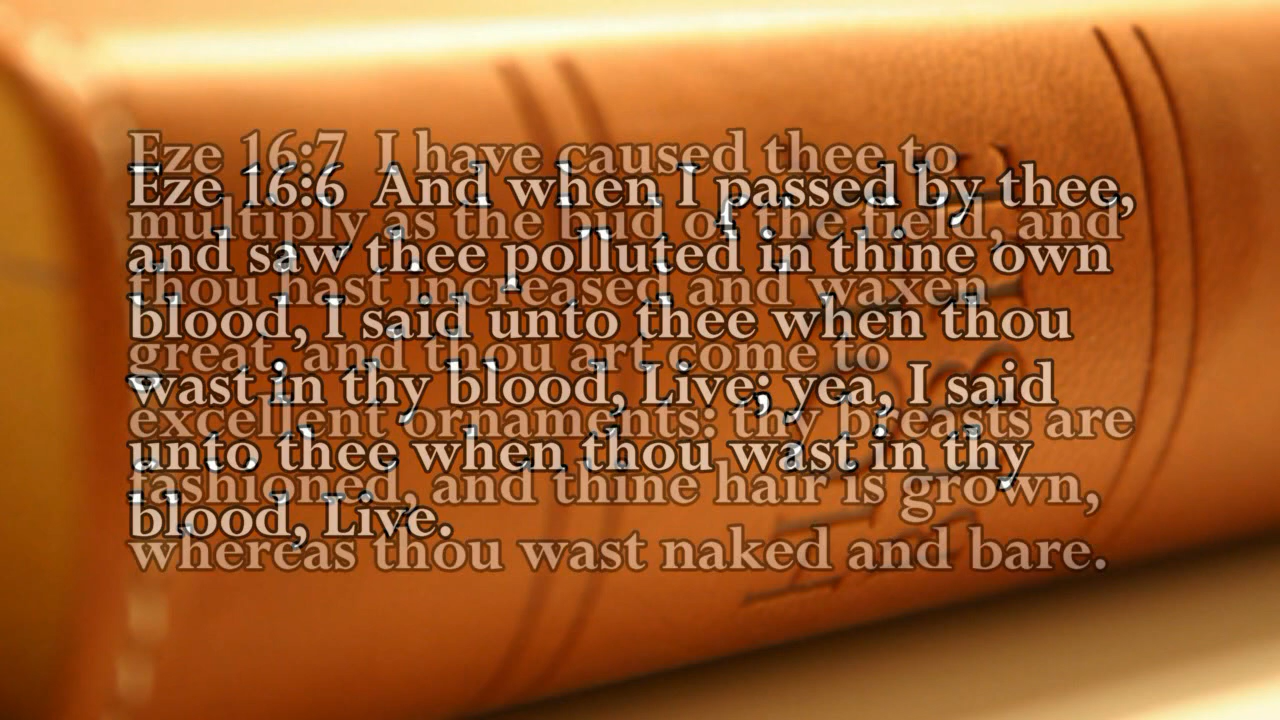 Eze 16:7 I have caused thee to
multiply as the bud of the field, and
thou hast increased and waxen
great, and thou art come to
excellent ornaments: thy breasts are
fashioned, and thine hair is grown,
whereas thou wast naked and bare.
Eze 16:6 And when I passed by thee,
and saw thee polluted in thine own
blood, I said unto thee when thou
wast in thy blood, Live; yea, I said
unto thee when thou wast in thy
blood, Live.